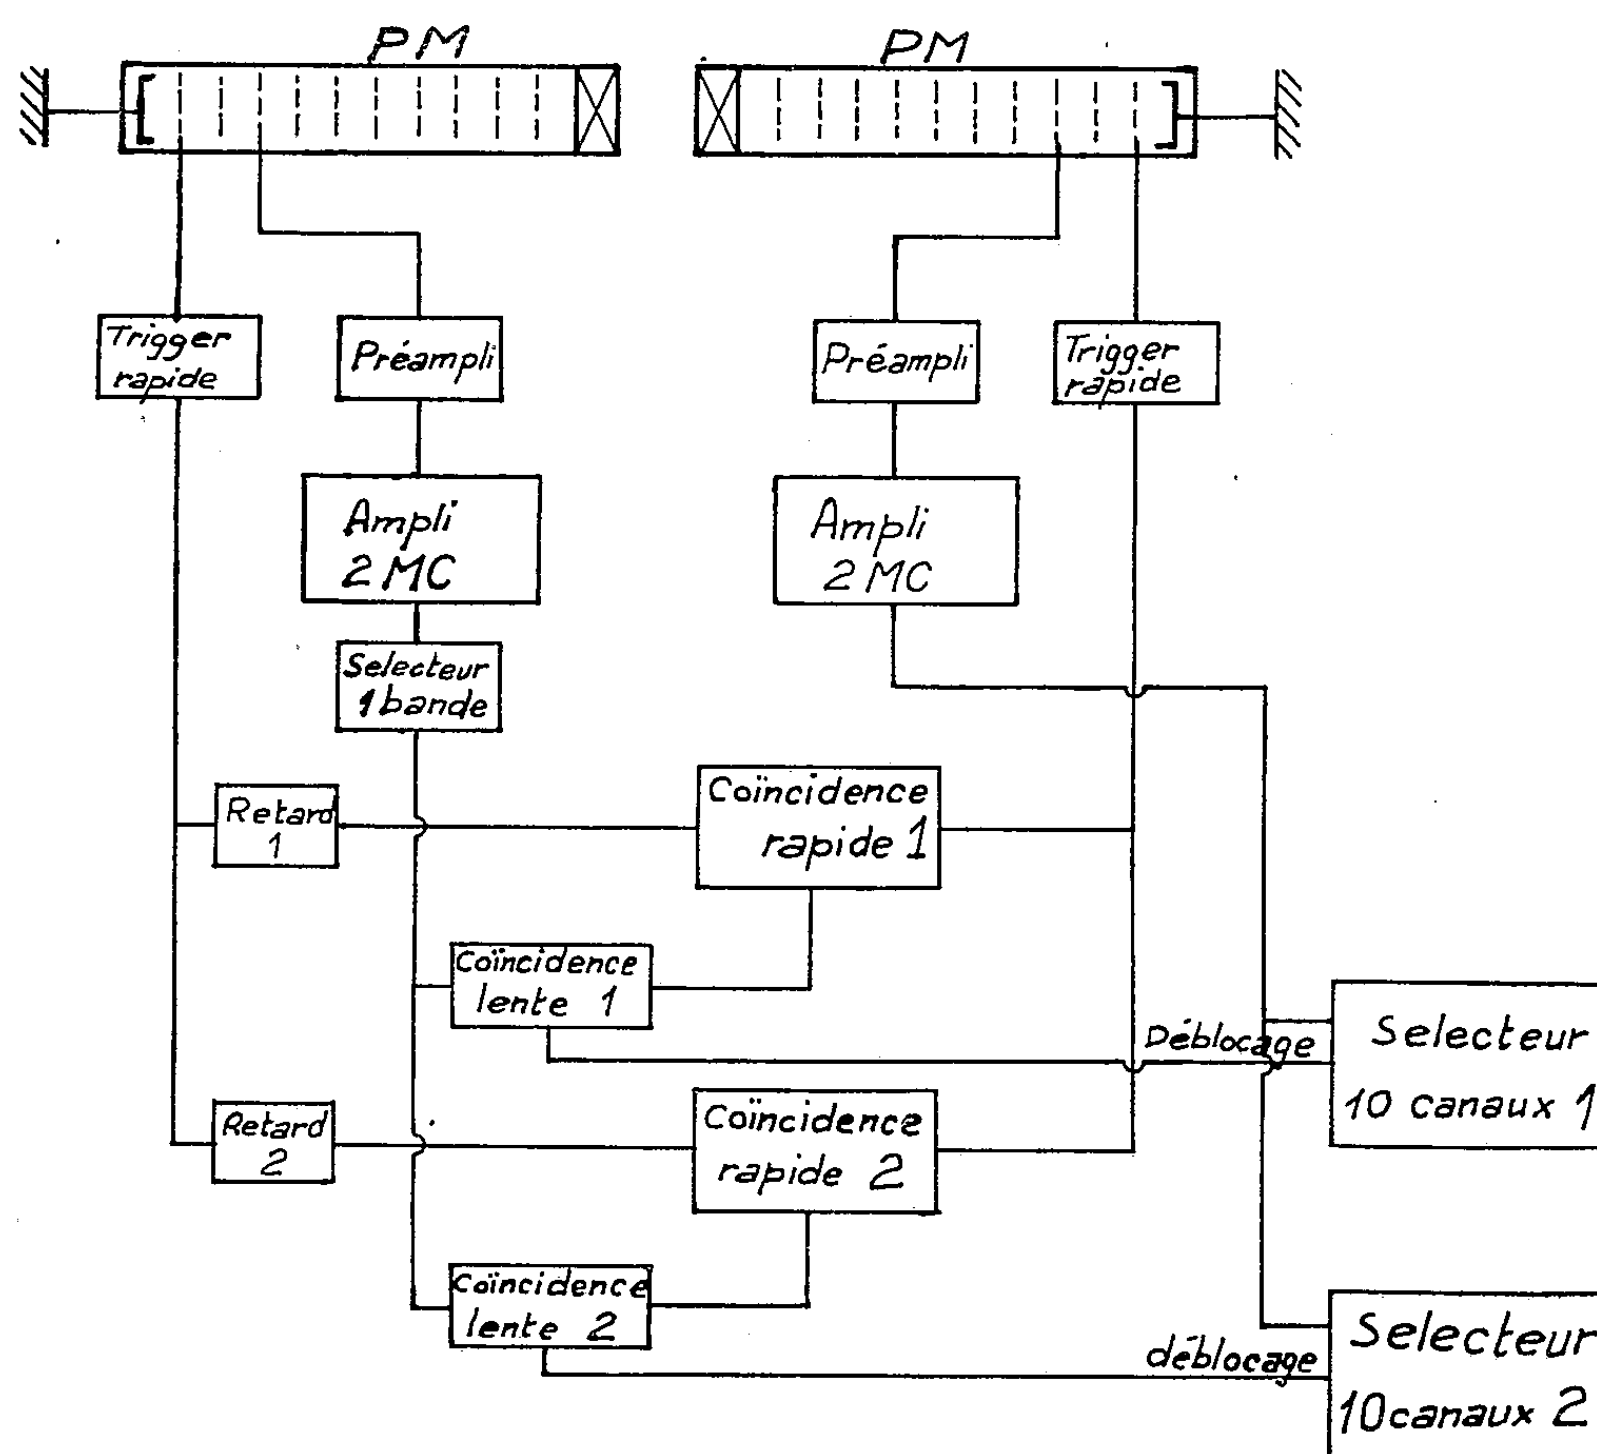 PM
PM
Trigger
rapide
Préampli
Préampli
Trigger
rapide
Ampli
2 MC
Ampli
2 MC
Selecteur
1 bande
Retard
1
Coïncidence
rapide 1
Coïncidence
lente 1
Déblocage
Selecteur
10 canaux 1
Retard
2
Coïncidence
rapide 2
Coïncidence
lente 2
déblocage
Selecteur
10 canaux 2